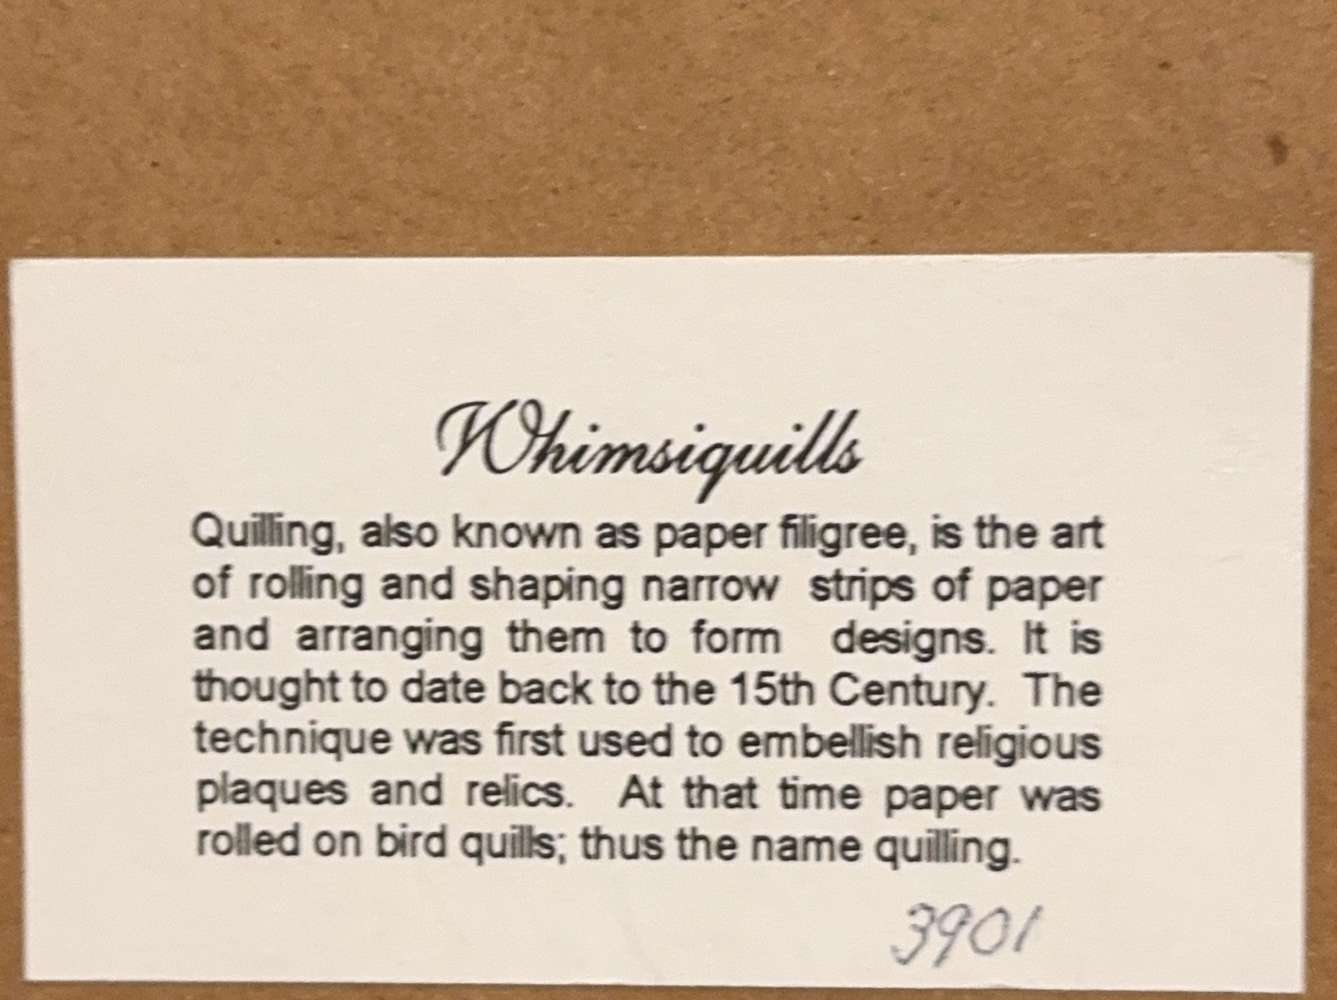 Whimsiquills
Quilling, also known as paper filigree, is the art
of rolling and shaping narrow strips of paper
and arranging them to form designs. It is
thought to date back to the 15th Century. The
technique was first used to embellish religious
plaques and relics. At that time paper was
rolled on bird quills; thus the name quilling.
3901